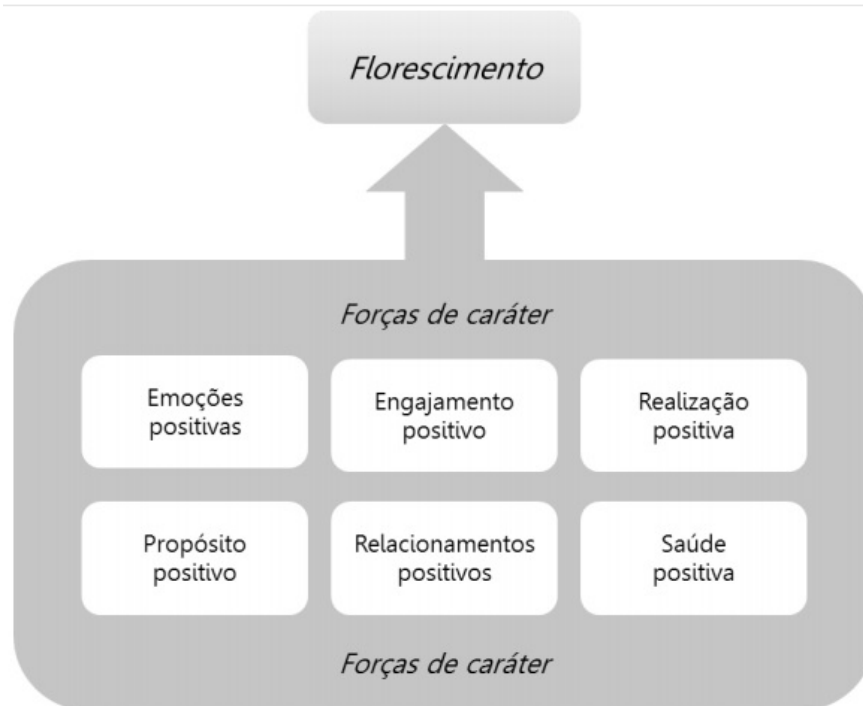 Florescimento
Forças de caráter
Emoções
positivas
Engajamento
positivo
Realização
positiva
Propósito
positivo
Relacionamentos
positivos
Saúde
positiva
Forças de caráter